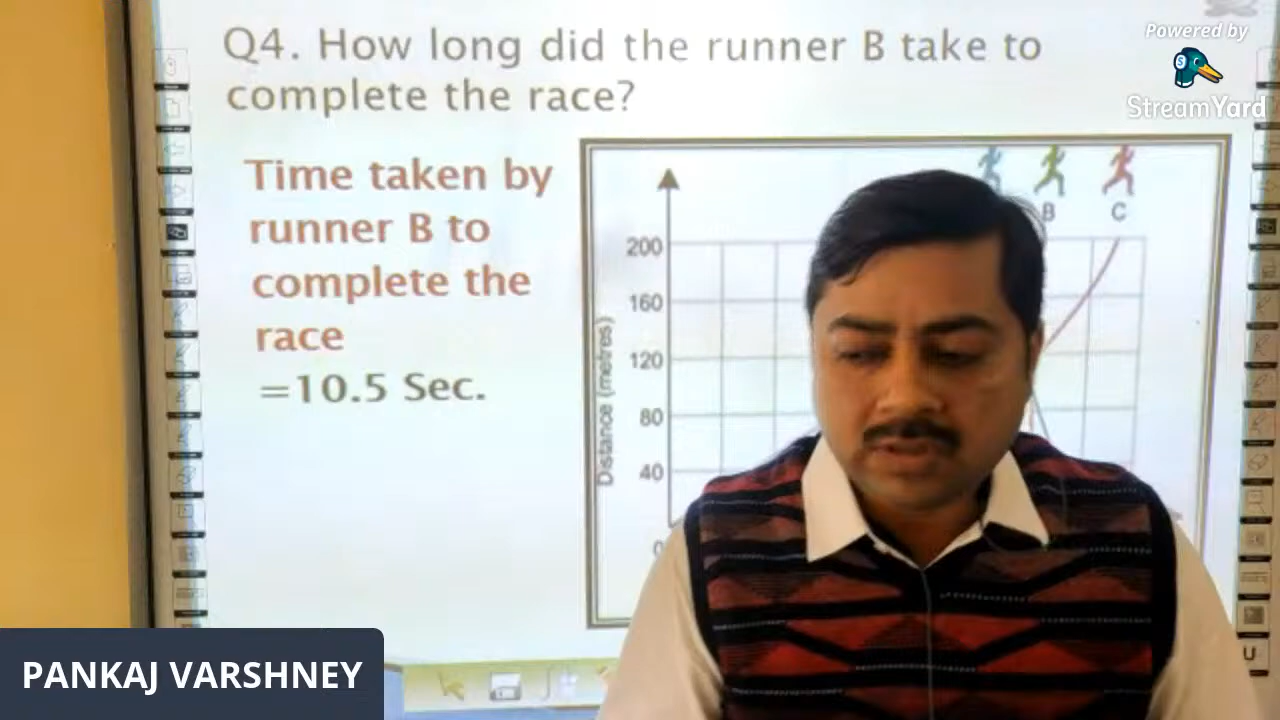 Powered by
StreamYard
Q4. How long did the runner B take to
complete the race?
Time taken by
runner B to
complete the
race
=10.5 Sec.
B
C
200
160
120
80
40
0
Distance (metres)
U
PANKAJ VARSHNEY